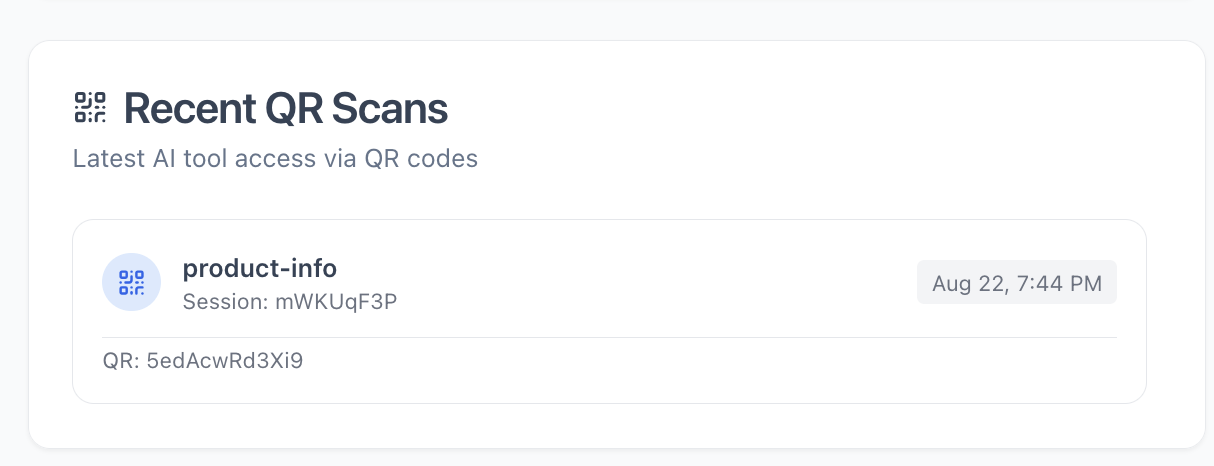 Recent QR Scans
Latest AI tool access via QR codes
product-info
Session: mWKUqF3P
Aug 22, 7:44 PM
QR: 5edAcwRd3Xi9